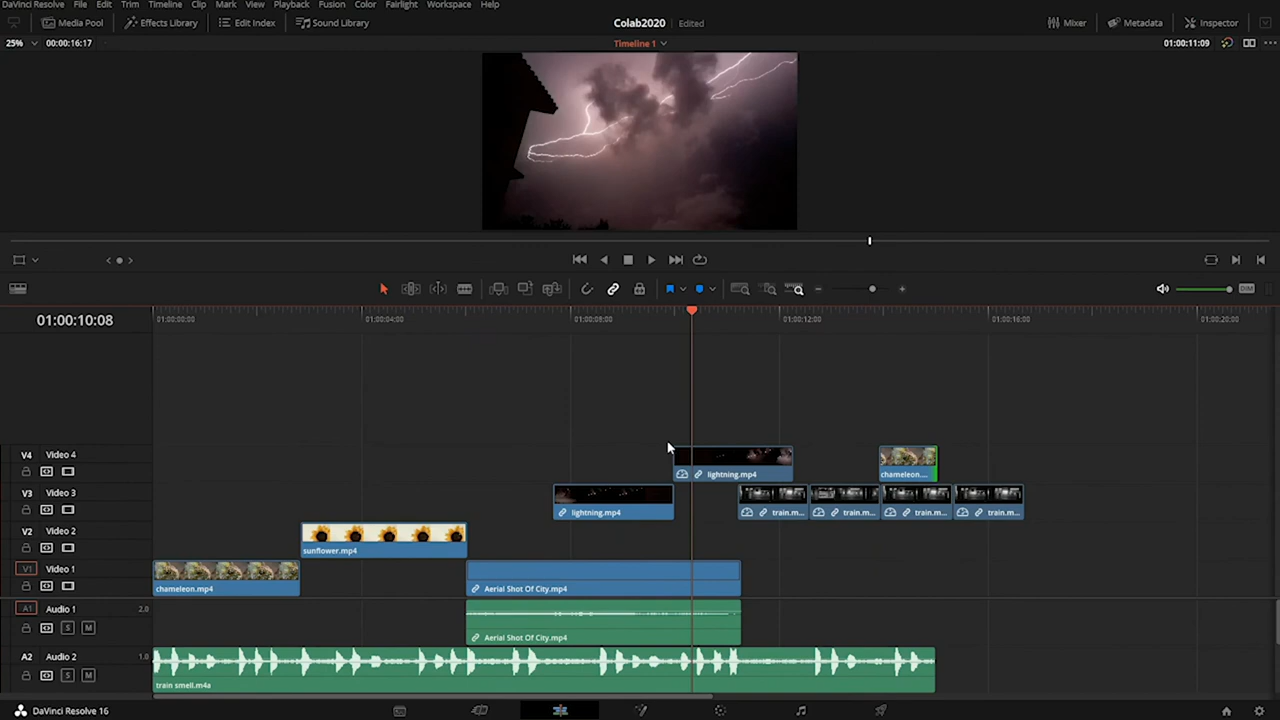 DaVinci Resolve File Edit Trim Timeline Clip Mark View Playback Fusion Color Fairlight Workspace Help
Media Pool Effects Library Edit Index Sound Library Colab2020 Edited Mixer Metadata Inspector
25% 00:00:16:17 Timeline 1 01:00:11:09
DIM
01:00:10:08 01:00:00:00 01:00:04:00 01:00:08:00 01:00:12:00 01:00:16:00 01:00:20:00
V4 Video 4
lightning.mp4 chameleon....
V3 Video 3
lightning.mp4 train.m... train.m... train.m... train.m...
V2 Video 2
sunflower.mp4
V1 Video 1
chameleon.mp4 Aerial Shot Of City.mp4
A1 Audio 1 2.0
S M Aerial Shot Of City.mp4
A2 Audio 2 1.0
S M train smell.m4a
DaVinci Resolve 16